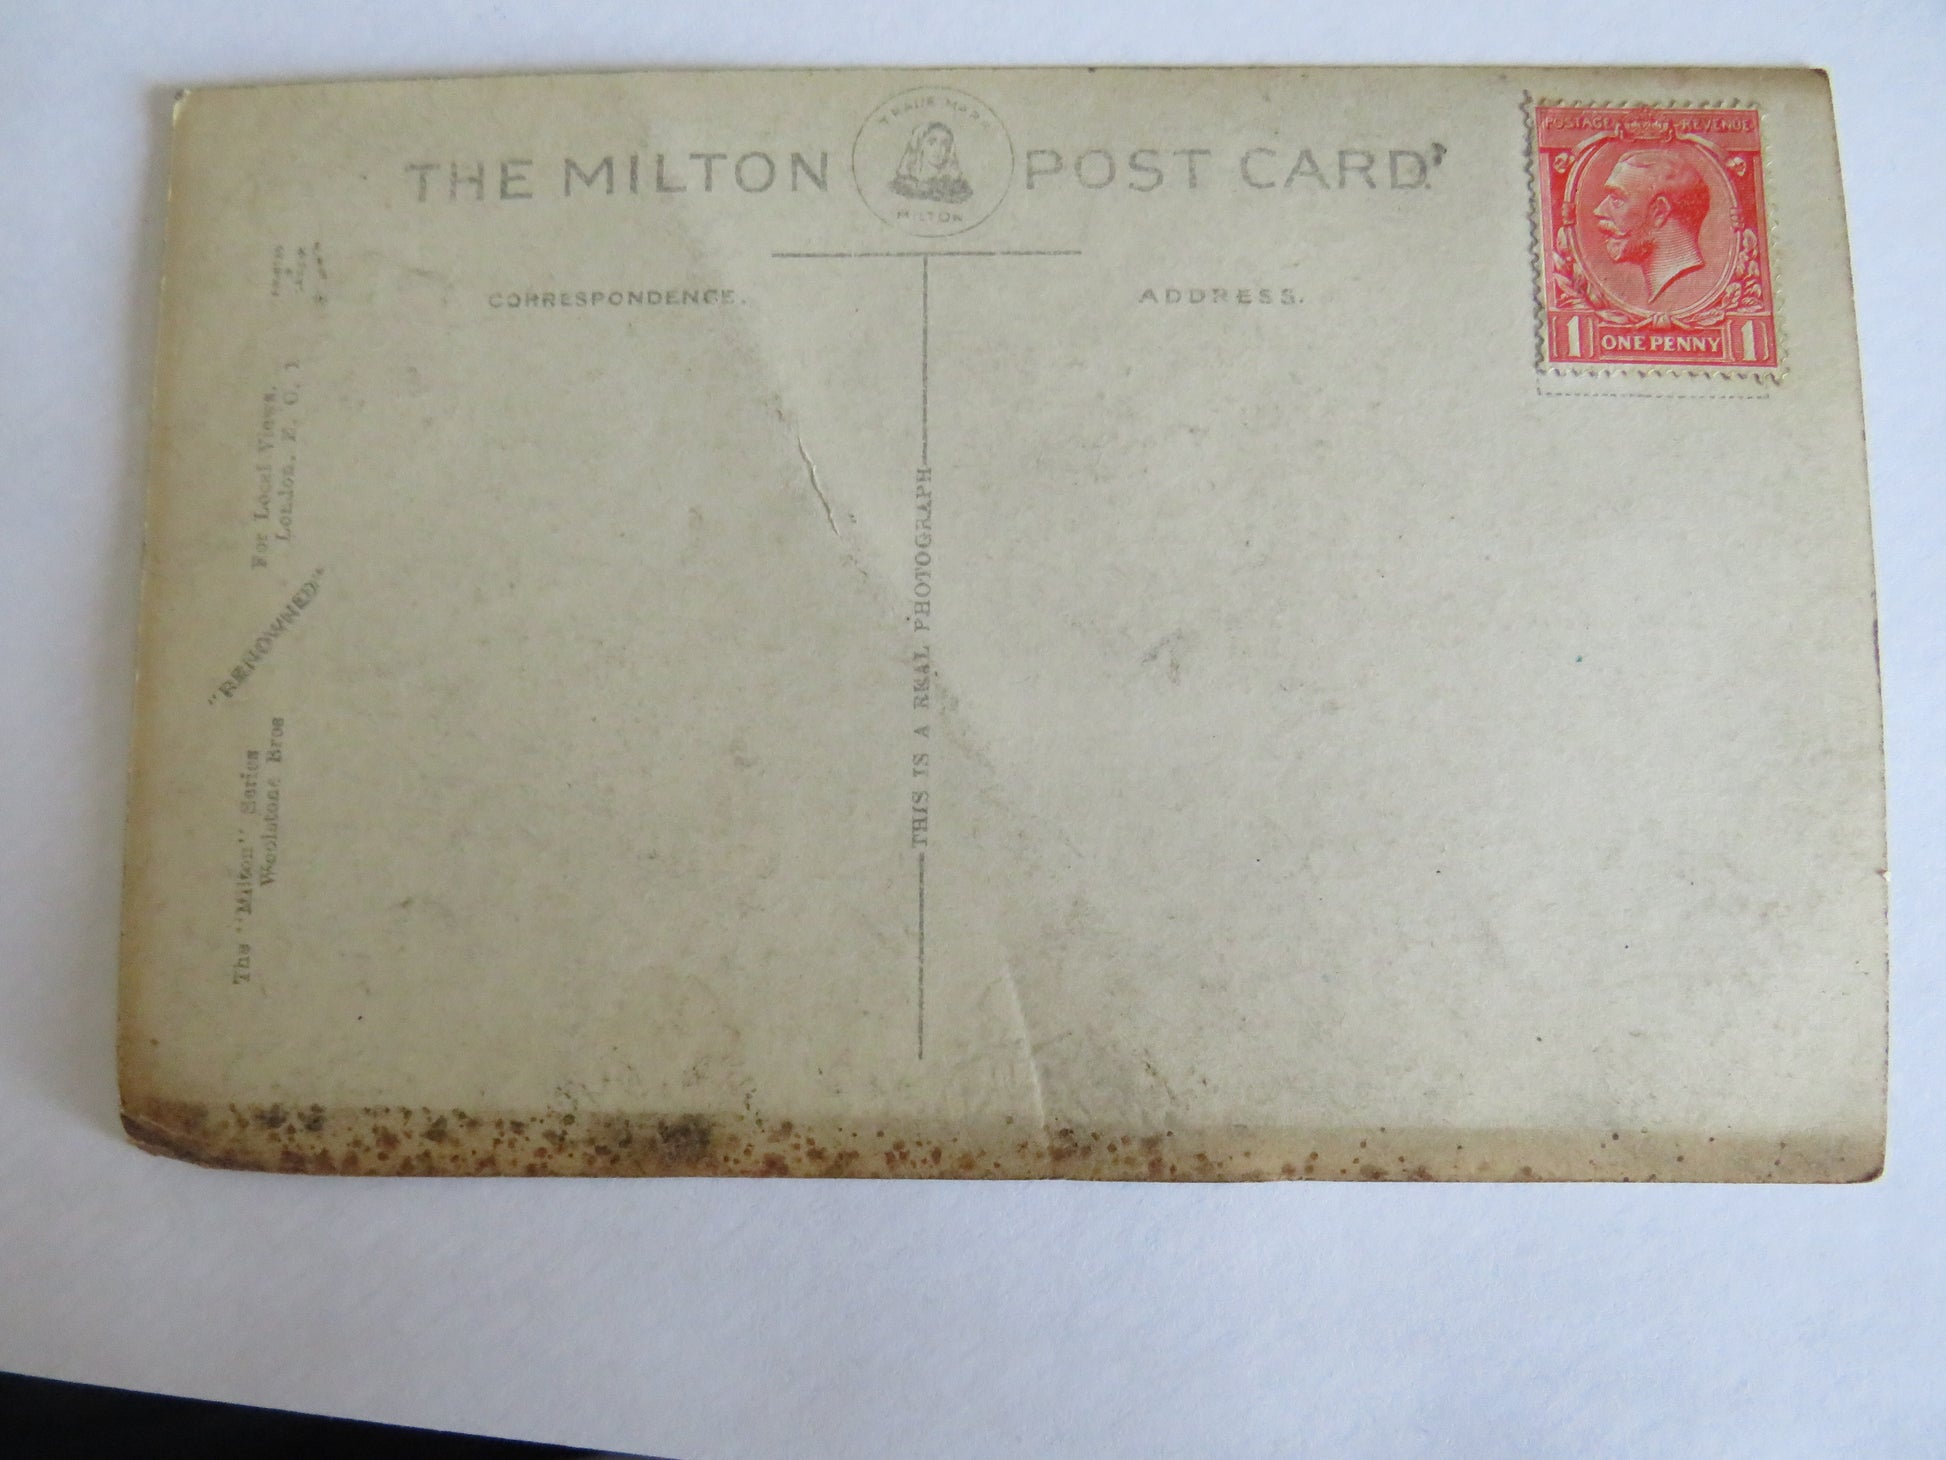 THE MILTON POST CARD.
TRADE MARK
MILTON
CORRESPONDENCE.
ADDRESS.
POSTAGE REVENUE
1 ONE PENNY 1
THIS IS A REAL PHOTOGRAPH
The "Milton" Series "RENOWNED" For Local Views.
Woolstone Bros London. E. C. 1